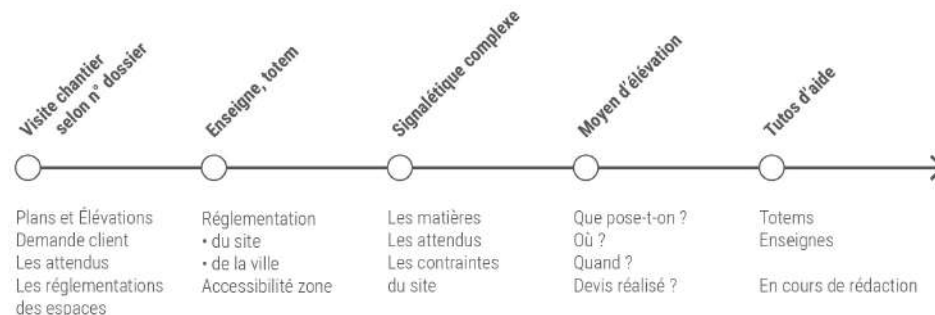 Visite chantier
selon n° dossier
Enseigne, totem
Signalétique complexe
Moyen d'élévation
Tutos d'aide
Plans et Élévations
Demande client
Les attendus
Les réglementations
des espaces
Réglementation
• du site
• de la ville
Accessibilité zone
Les matières
Les attendus
Les contraintes
du site
Que pose-t-on ?
Où ?
Quand ?
Devis réalisé ?
Totems
Enseignes
En cours de rédaction